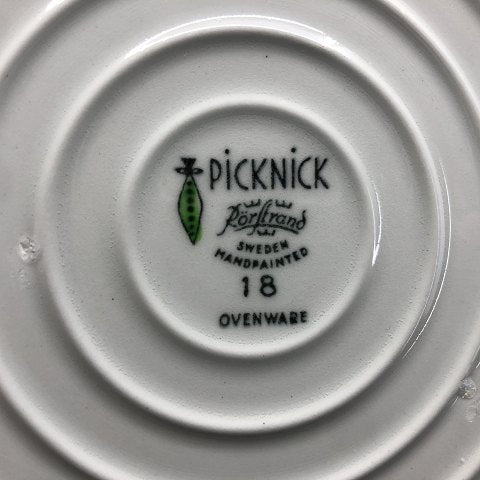 PiCKNiCK
Rörstrand
SWEDEN
HANDPAINTED
18
OVENWARE